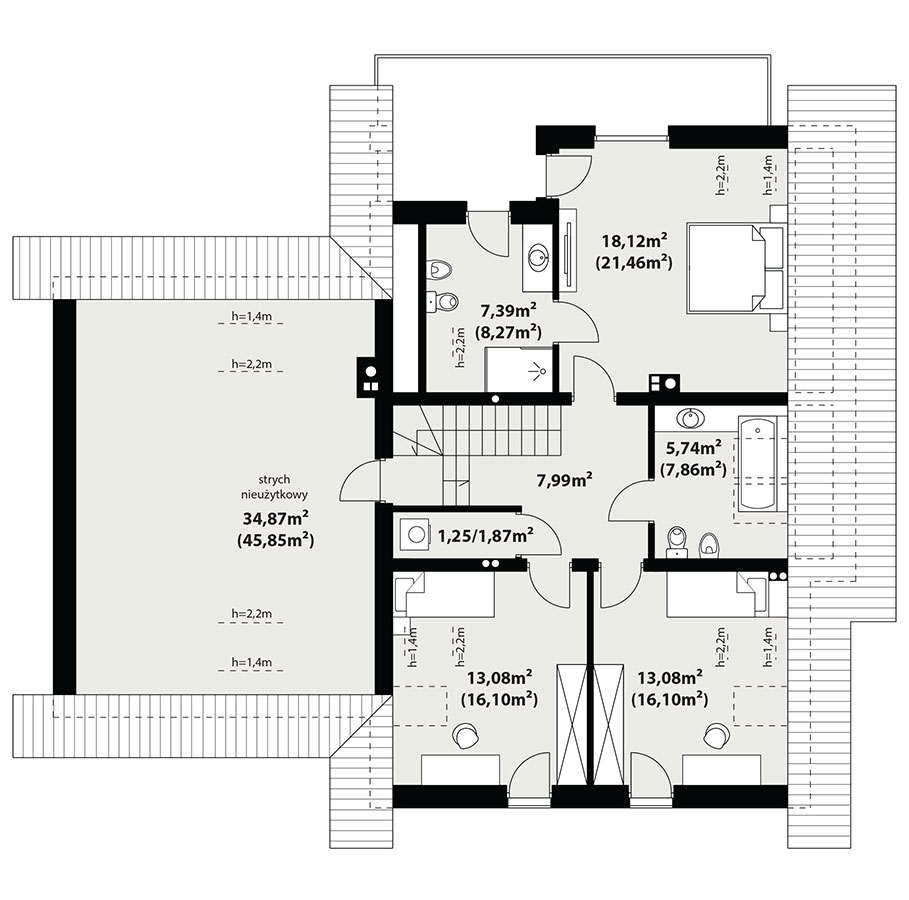 h=2,2m
h=1,4m
18,12m²
(21,46m²)
h=1,4m
7,39m²
(8,27m²)
h=2,2m
h=2,2m
5,74m²
(7,86m²)
7,99m²
strych
nieużytkowy
34,87m²
(45,85m²)
1,25/1,87m²
h=2,2m
h=1,4m
h=1,4m
h=2,2m
h=2,2m
h=1,4m
13,08m²
(16,10m²)
13,08m²
(16,10m²)